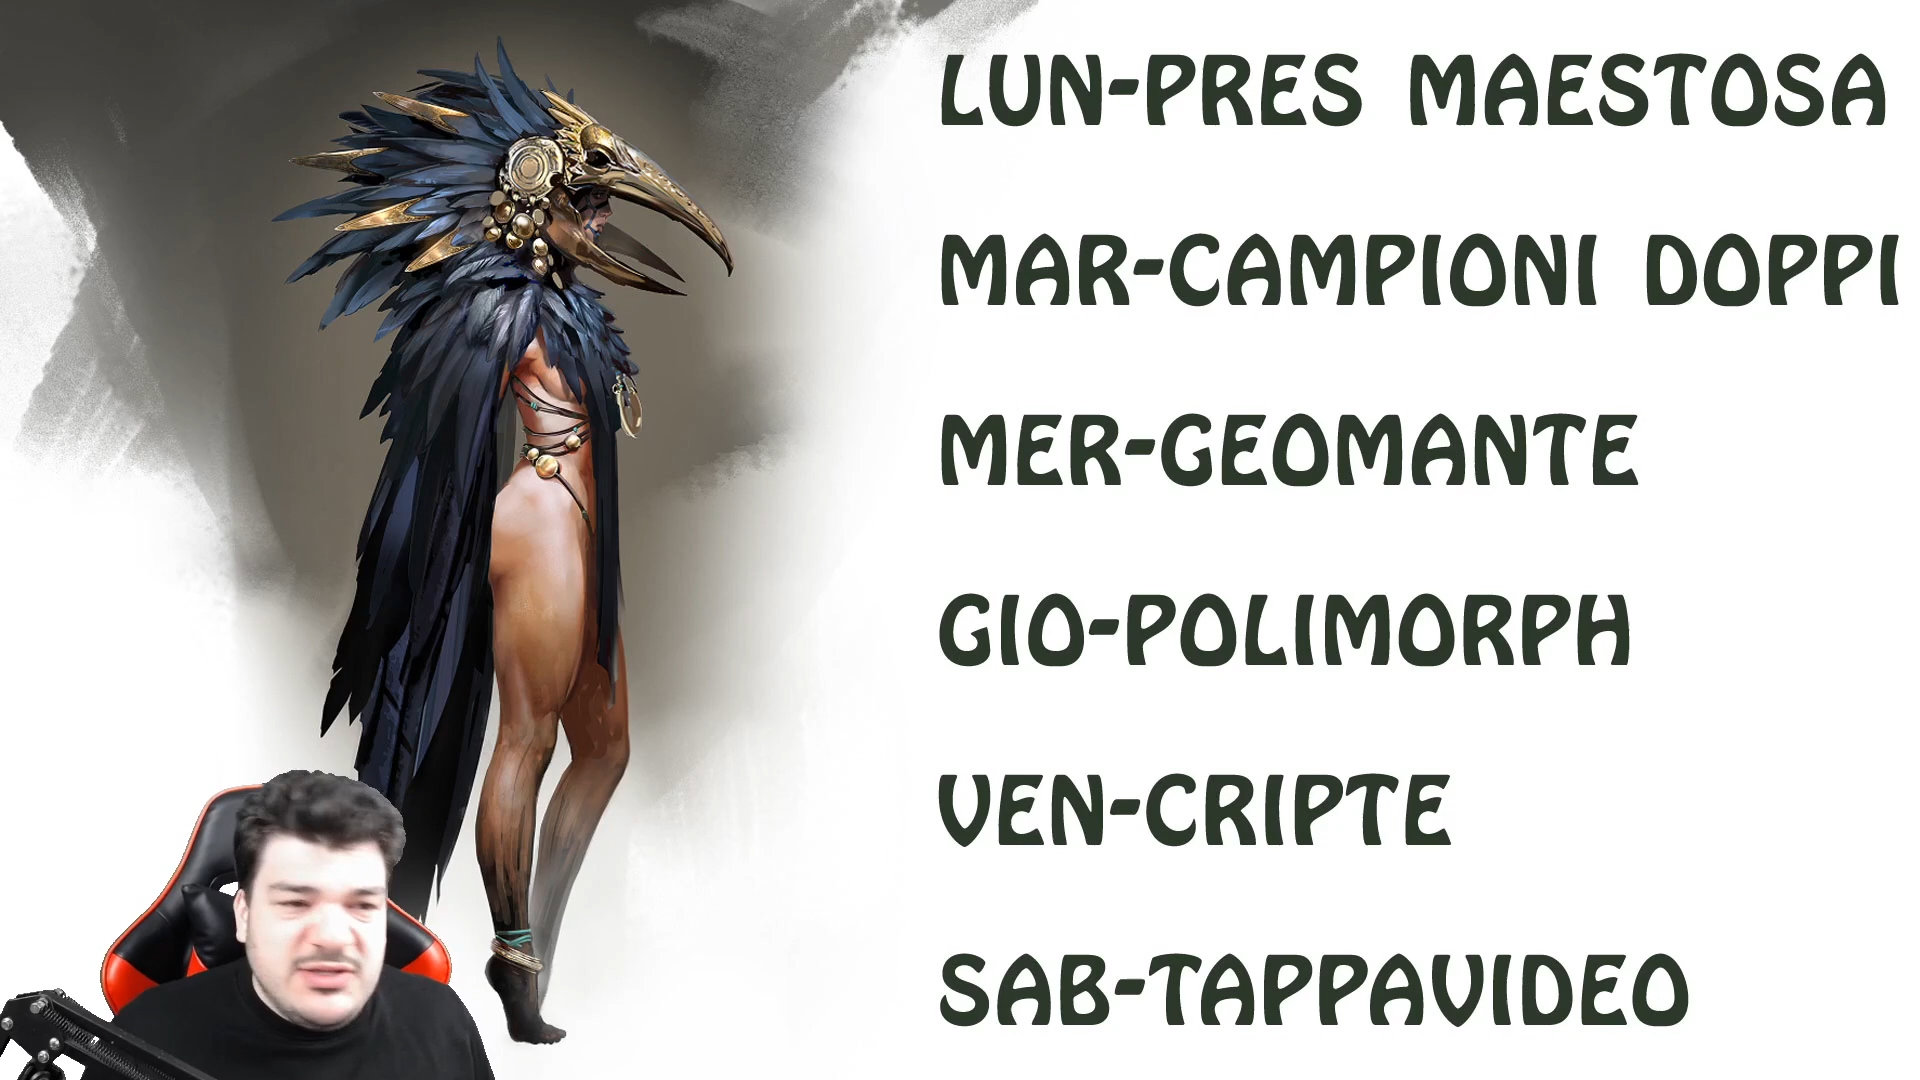 LUN-PRES MAESTOSA
MAR-CAMPIONI DOPPI
MER-GEOMANTE
GIO-POLIMORPH
VEN-CRIPTE
SAB-TAPPAVIDEO